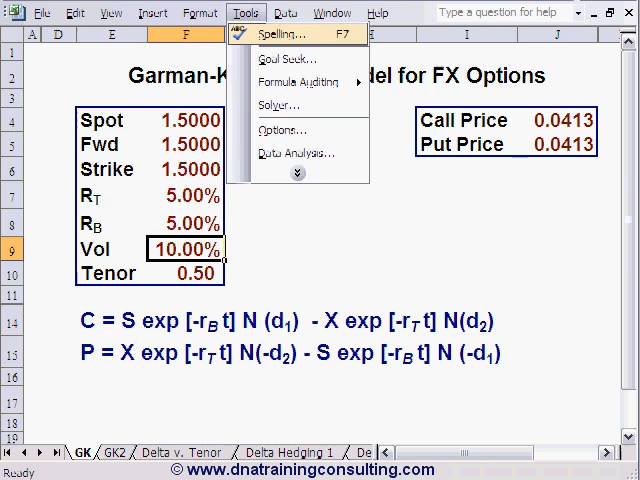 File Edit View Insert Format Tools Data Window Help Type a question for help
A D E F G H I J K
1
Spelling... F7
Goal Seek...
Formula Auditing
Solver...
Options...
Data Analysis...
2 Garman-K del for FX Options
3
4 Spot 1.5000 Call Price 0.0413
5 Fwd 1.5000 Put Price 0.0413
6 Strike 1.5000
7 RT 5.00%
8 RB 5.00%
9 Vol 10.00%
10 Tenor 0.50
11
14 C = S exp [-rB t] N (d1) - X exp [-rT t] N(d2)
15 P = X exp [-rT t] N(-d2) - S exp [-rB t] N (-d1)
16
17
18
19
GK GK2 Delta v. Tenor Delta Hedging 1 De
Ready
© www.dnatrainingconsulting.com